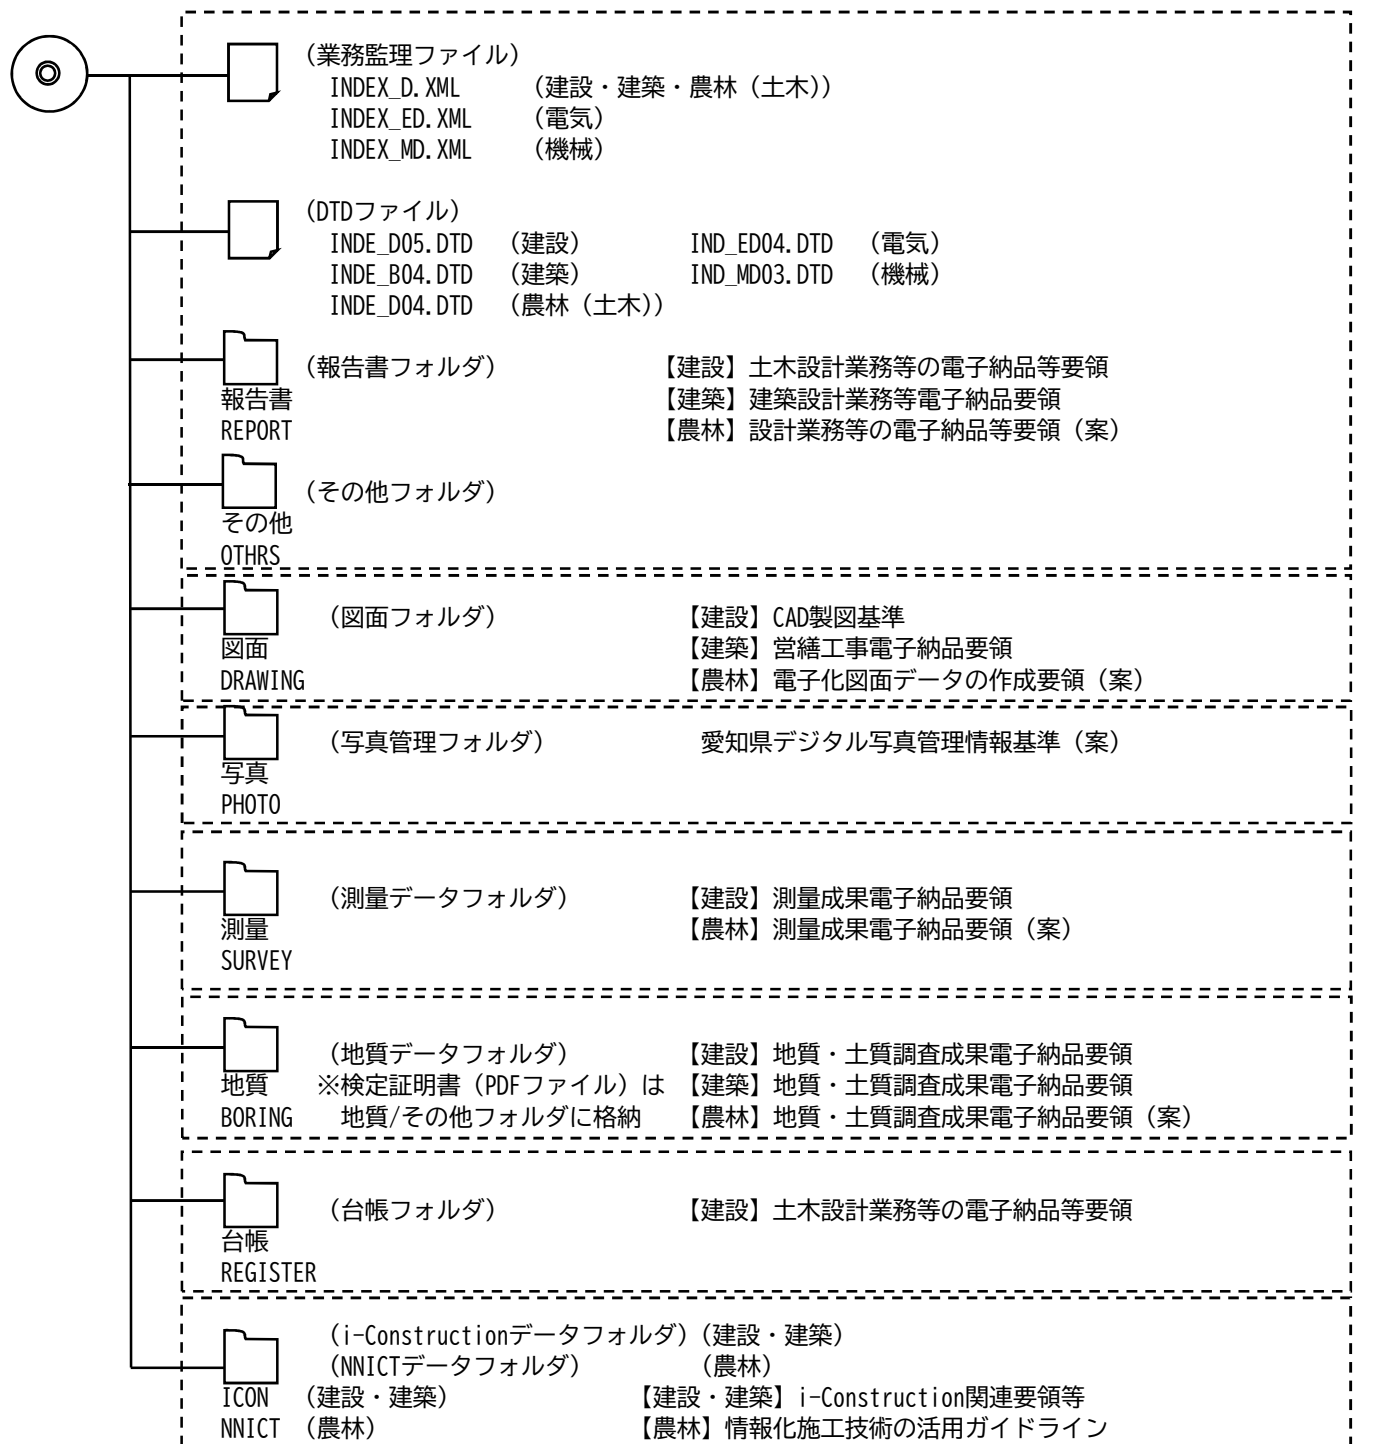 （業務監理ファイル）
INDEX_D.XML （建設・建築・農林（土木））
INDEX_ED.XML （電気）
INDEX_MD.XML （機械）
（DTDファイル）
INDE_D05.DTD （建設） IND_ED04.DTD （電気）
INDE_B04.DTD （建築） IND_MD03.DTD （機械）
INDE_D04.DTD （農林（土木））
（報告書フォルダ） 【建設】土木設計業務等の電子納品等要領
報告書 【建築】建築設計業務等電子納品要領
REPORT 【農林】設計業務等の電子納品等要領（案）
（その他フォルダ）
その他
OTHRS
（図面フォルダ） 【建設】CAD製図基準
図面 【建築】営繕工事電子納品要領
DRAWING 【農林】電子化図面データの作成要領（案）
（写真管理フォルダ） 愛知県デジタル写真管理情報基準（案）
写真
PHOTO
（測量データフォルダ） 【建設】測量成果電子納品要領
測量 【農林】測量成果電子納品要領（案）
SURVEY
（地質データフォルダ） 【建設】地質・土質調査成果電子納品要領
地質 ※検定証明書（PDFファイル）は 【建築】地質・土質調査成果電子納品要領
BORING 地質/その他フォルダに格納 【農林】地質・土質調査成果電子納品要領（案）
（台帳フォルダ） 【建設】土木設計業務等の電子納品等要領
台帳
REGISTER
（i-Constructionデータフォルダ）（建設・建築）
（NNICTデータフォルダ） （農林）
ICON （建設・建築） 【建設・建築】i-Construction関連要領等
NNICT （農林） 【農林】情報化施工技術の活用ガイドライン